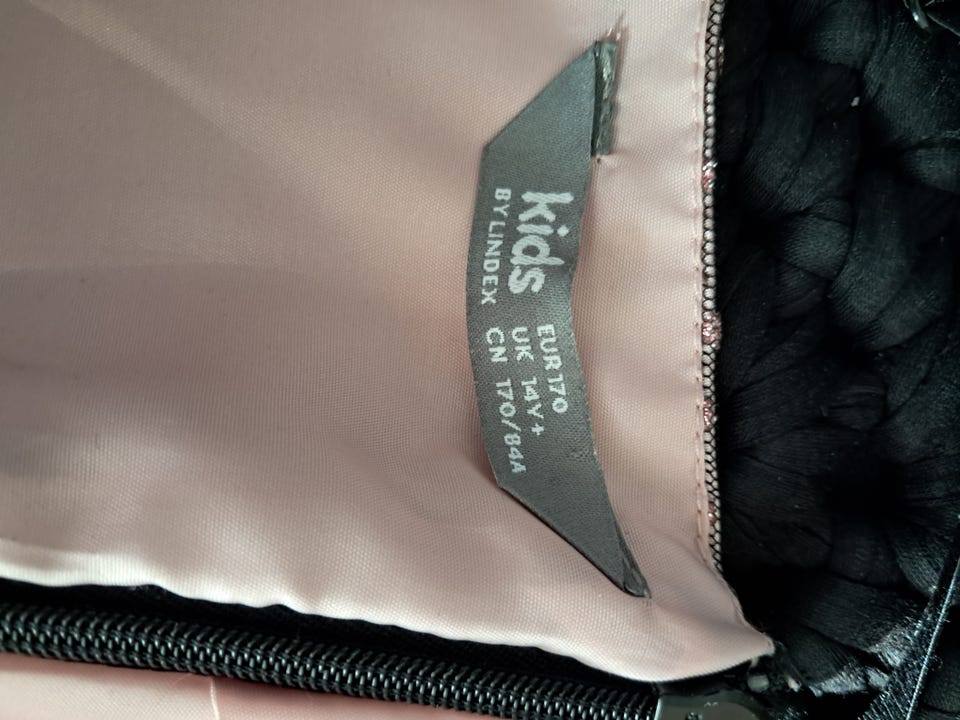 kids
BY LINDEX
EUR 170
UK 14Y+
CN 170/84A